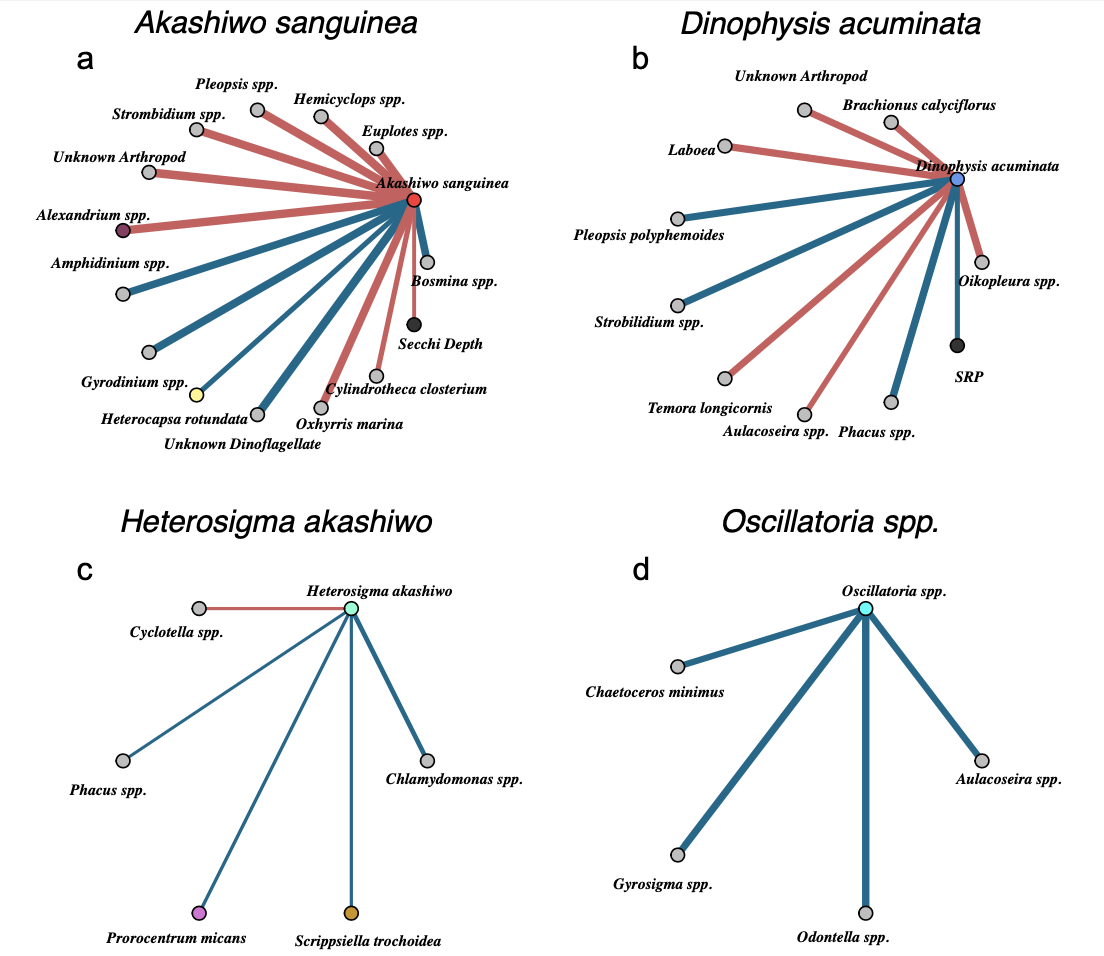 Akashiwo sanguinea
Dinophysis acuminata
a
b
Pleopsis spp.
Hemicyclops spp.
Strombidium spp.
Euplotes spp.
Unknown Arthropod
Akashiwo sanguinea
Alexandrium spp.
Amphidinium spp.
Bosmina spp.
Secchi Depth
Gyrodinium spp.
Cylindrotheca closterium
Heterocapsa rotundata
Oxhyrris marina
Unknown Dinoflagellate
Unknown Arthropod
Brachionus calyciflorus
Laboea
Dinophysis acuminata
Pleopsis polyphemoides
Oikopleura spp.
Strobilidium spp.
SRP
Temora longicornis
Aulacoseira spp.
Phacus spp.
Heterosigma akashiwo
Oscillatoria spp.
c
d
Heterosigma akashiwo
Cyclotella spp.
Phacus spp.
Chlamydomonas spp.
Prorocentrum micans
Scrippsiella trochoidea
Oscillatoria spp.
Chaetoceros minimus
Aulacoseira spp.
Gyrosigma spp.
Odontella spp.